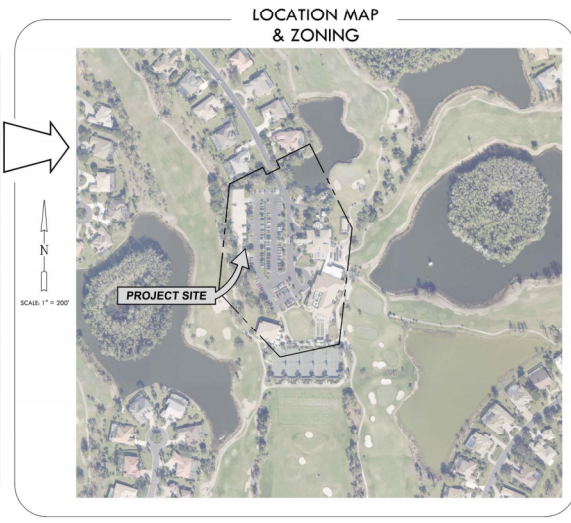 LOCATION MAP
& ZONING
N
SCALE: 1" = 200'
PROJECT SITE